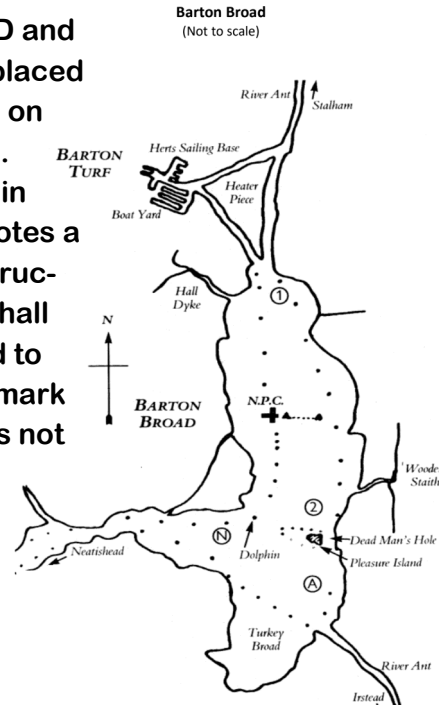 Barton Broad
(Not to scale)
D and
placed
on
.
in
otes a
ruc-
hall
d to
mark
s not
River Ant
Stalham
Herts Sailing Base
BARTON
TURF
Heater
Piece
Boat Yard
Hall
Dyke
1
N
N.P.C.
BARTON
BROAD
Woode
Staith
2
N
Dolphin
Dead Man's Hole
Pleasure Island
Neatishead
A
Turkey
Broad
River Ant
Irstead